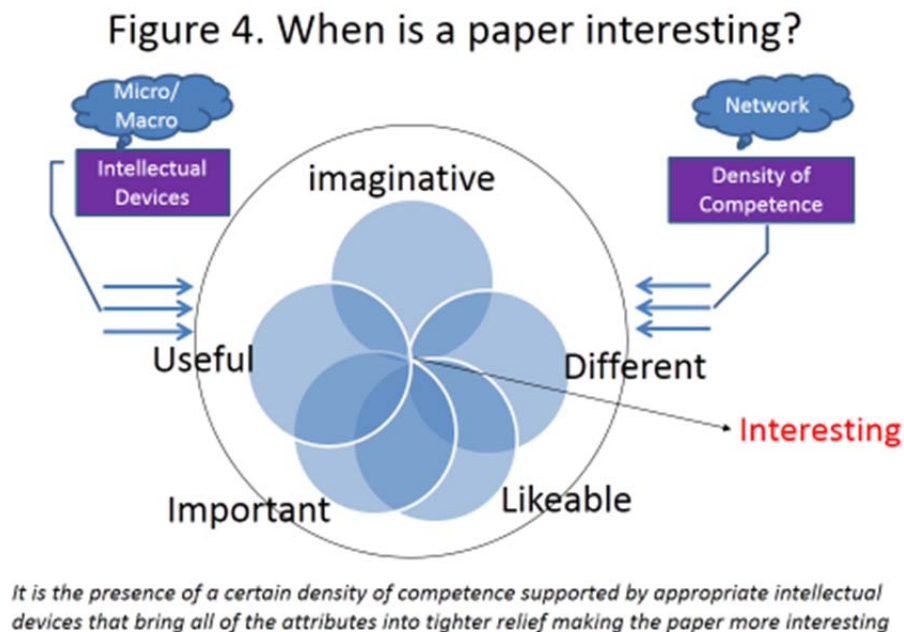 Figure 4. When is a paper interesting?
Micro/
Macro
Intellectual
Devices
Network
Density of
Competence
imaginative
Useful
Different
Interesting
Important
Likeable
It is the presence of a certain density of competence supported by appropriate intellectual
devices that bring all of the attributes into tighter relief making the paper more interesting